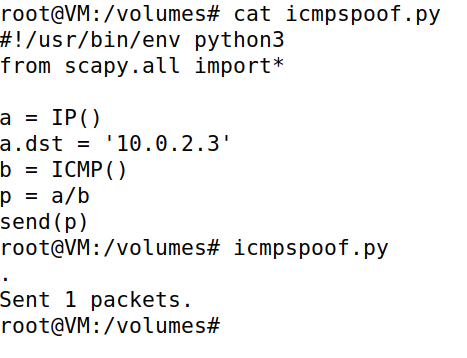 root@VM:/volumes# cat icmpspoof.py
#!/usr/bin/env python3
from scapy.all import*

a = IP()
a.dst = '10.0.2.3'
b = ICMP()
p = a/b
send(p)
root@VM:/volumes# icmpspoof.py
.
Sent 1 packets.
root@VM:/volumes#